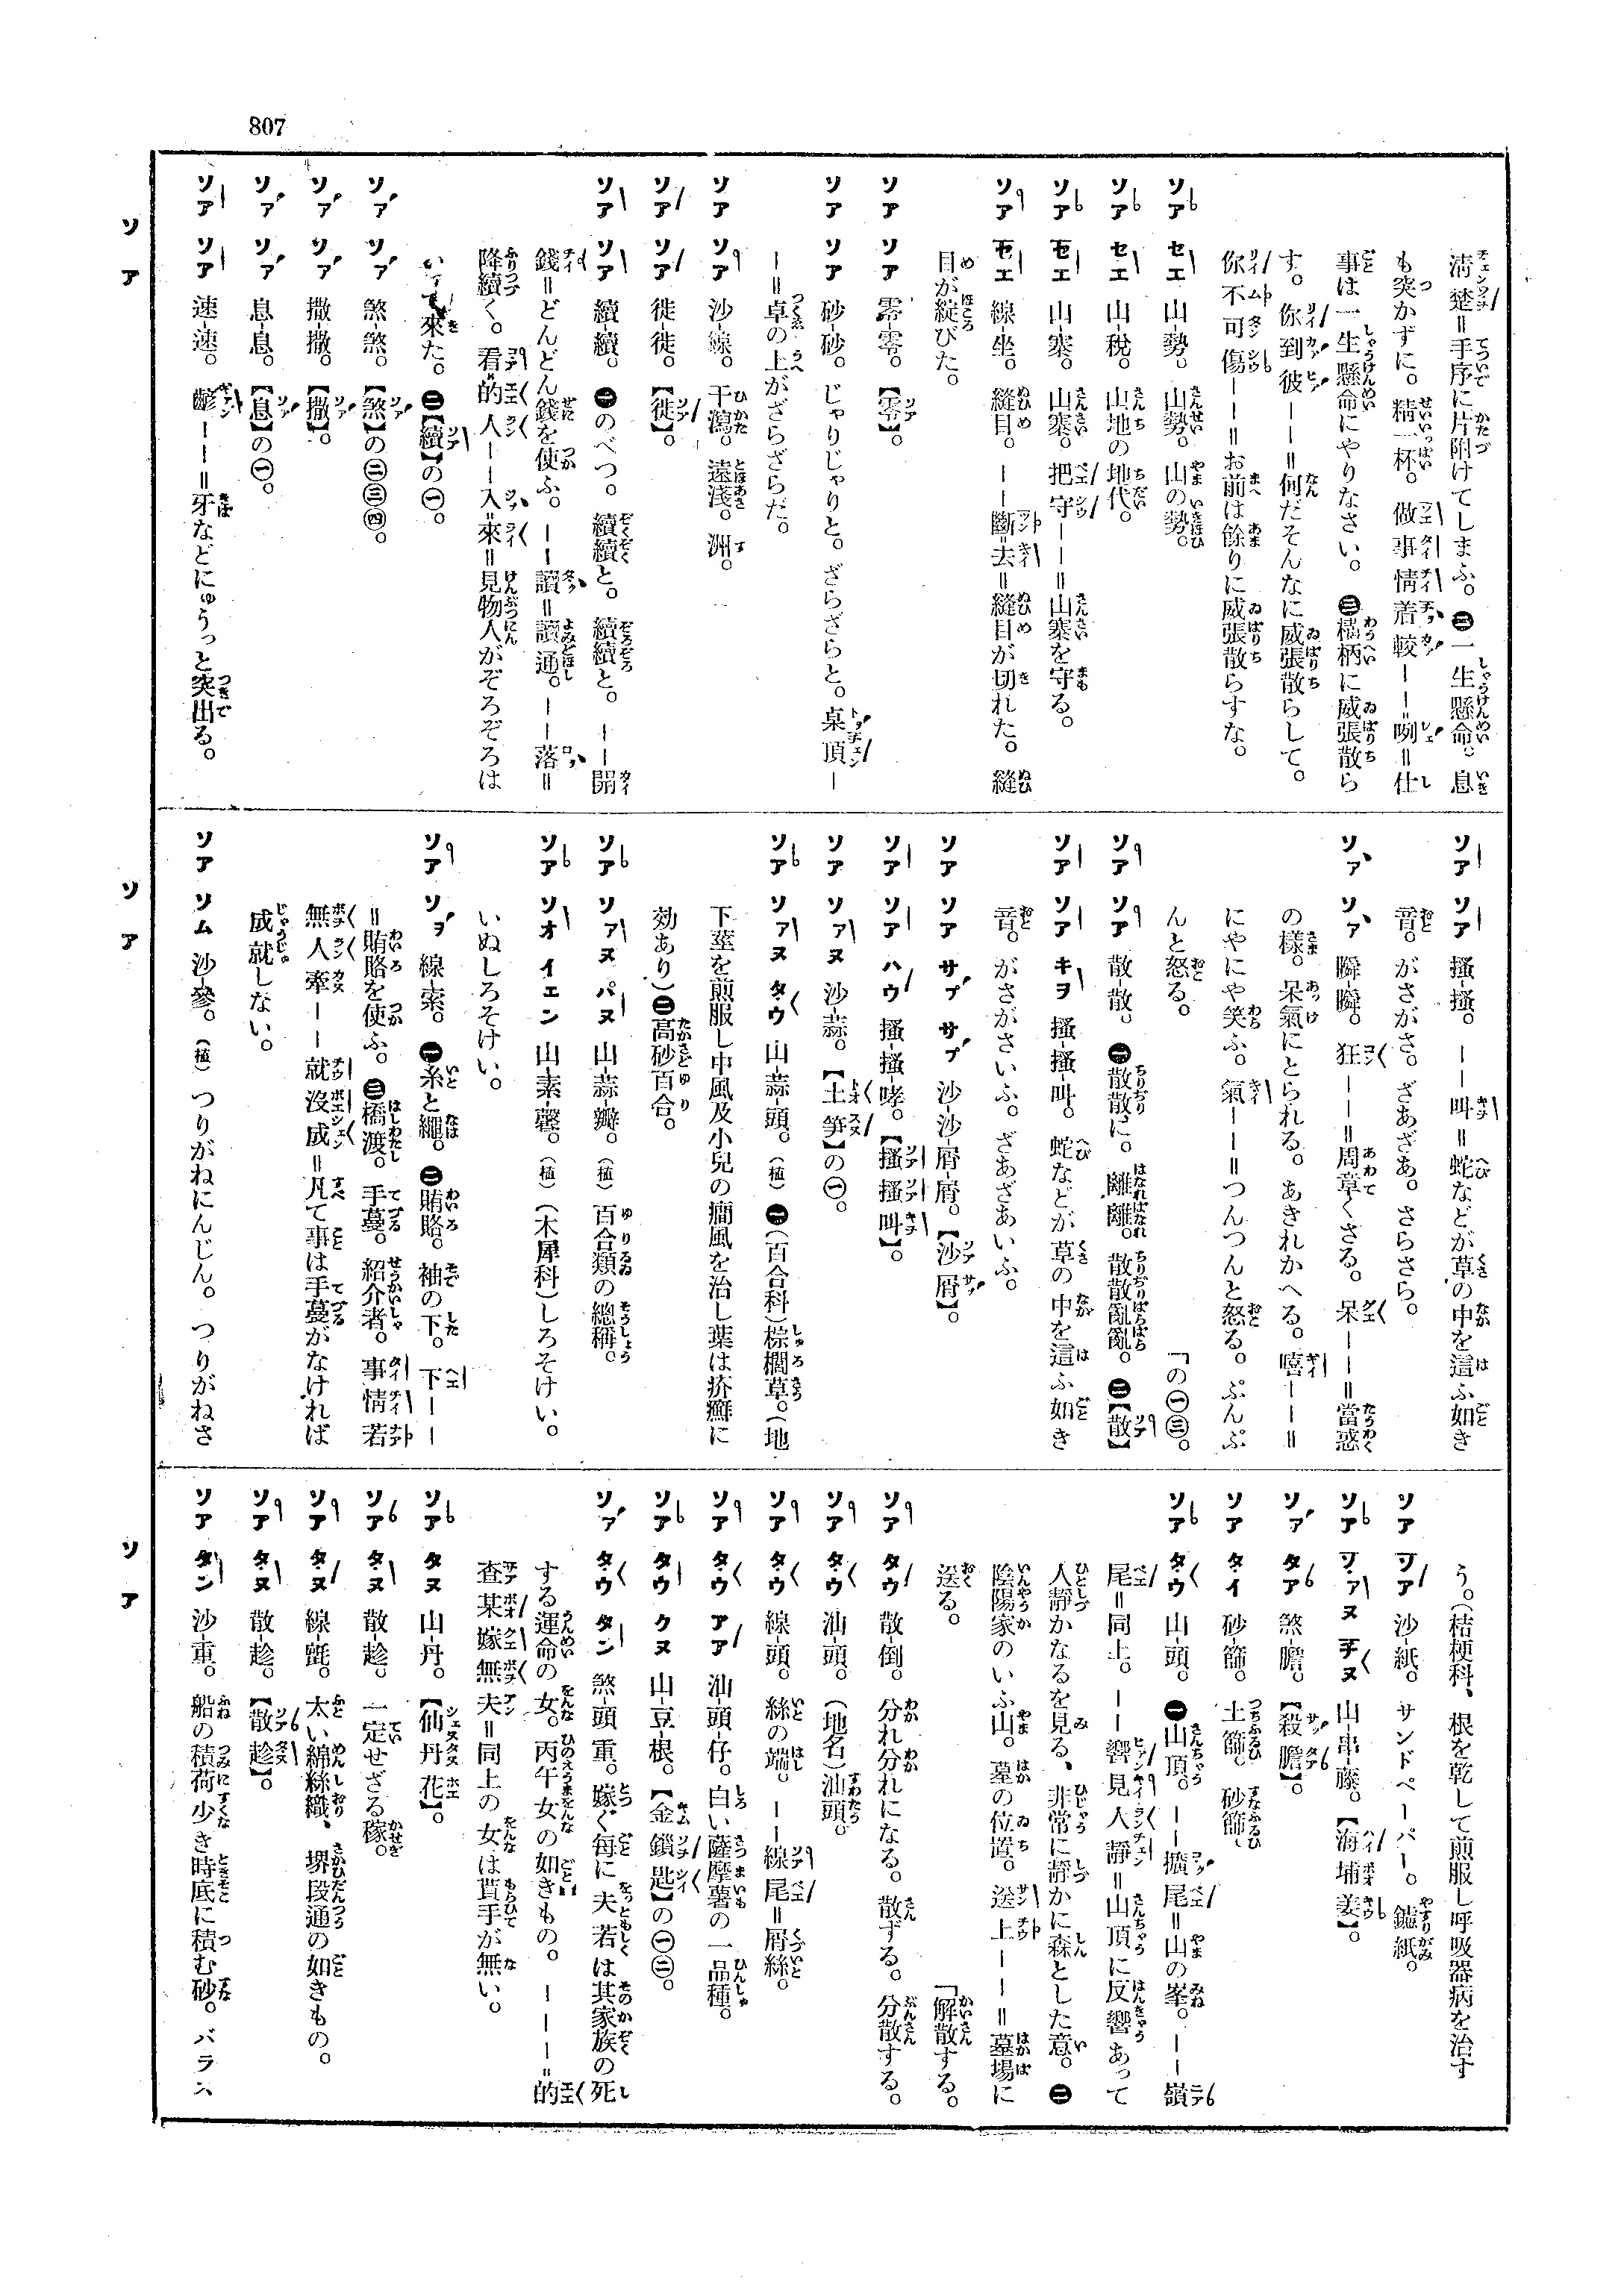 807
淸楚＝手序に片附けてしまふ。㊂一生懸命。息
も突かずに。精一杯。做事情着較——咧＝仕
事は一生懸命にやりなさい。㊂橫柄に威張散ら
す。你到彼——＝何だそんなに威張散らして。
你不可傷——＝お前は餘りに威張散らすな。
ソア セエ 山-勢。山勢。山の勢。
ソア セエ 山-稅。山地の地代。
ソア セエ 山-寨。山寨。把守——＝山寨を守る。
ソア セエ 線-坐。縫目。——斷去＝縫目が切れた。縫
目が綻びた。
ソア ソア 零-零。【零】。
ソア ソア 砂-砂。じゃりじゃりと。ざらざらと。桌頂—
—＝卓の上がざらざらだ。
ソア ソア 沙-線。干潟。遠淺。洲。
ソア ソア 徙-徙。【徙】。
ソア ソア 續-續。㊀のべつ。續續と。續續と。——開
錢＝どんどん錢を使ふ。——讀＝讀通。——落＝
降續く。看的人——入來＝見物人がぞろぞろは
いって來た。㊁【續】の㊀。
ソァ ソァ 煞-煞。【煞】の㊁㊂㊃。
ソァ ソァ 撒-撒。【撒】。
ソァ ソァ 息-息。【息】の㊀。
ソア ソア 速-速。——＝牙などにゅうっと突出る。
ソア ソア 搔-搔。——叫＝蛇などが草の中を這ふ如き
音。がさがさ。ざあざあ。さらさら。
ソァ ソァ 瞬-瞬。狂——＝周章くさる。呆——＝當惑
の樣。呆氣にとられる。あきれかへる。嘻——＝
にやにや笑ふ。氣——＝つんつんと怒る。ぷんぷ
んと怒る。「の㊀㊂。
ソア ソア 散-散。㊀散散に。離離。散散亂亂。㊁【散】
ソア ソア キヲ 搔-搔-叫。蛇などが草の中を這ふ如き
音。がさがさいふ。ざあざあいふ。
ソア ソア サプ サプ 沙-沙-屑-屑。【沙屑】。
ソア ソア ハウ 搔-搔-哮。【搔搔叫】。
ソア ソアヌ 沙-蒜。【土笋】の㊀。
ソア ソアヌ タウ 山-蒜-頭。（植）㊀（百合科）棕櫚草。（地
下莖を煎服し中風及小兒の癇風を治し葉は疥癬に
効あり）㊁高砂百合。
ソア ソアヌ パヌ 山-蒜-瓣。（植）百合類の總稱。
ソア ソオ イェン 山-素-馨。（植）（木犀科）しろそけい。
いぬしろそけい。
ソア ソヲ 線-索。㊀糸と繩。㊁賄賂。袖の下。下——
＝賄賂を使ふ。㊂橋渡。手蔓。紹介者。事情若
無人牽——就沒成＝凡て事は手蔓がなければ
成就しない。
ソア ソム 沙-參。（植）つりがねにんじん。つりがねさ
う。（桔梗科、根を乾して煎服し呼吸器病を治す
ソア ツア 沙-紙。サンドペーパー。鑢紙。
ソア ツアヌ チヌ 山-串-藤。【海埔姜】。
ソァ タア 煞-膽。【殺膽】。
ソア タイ 砂-篩。土篩。砂篩。
ソア タウ 山-頭。㊀山頂。——擴尾＝山の峯。——嶺
尾＝同上。——響見人靜＝山頂に反響あって
人靜かなるを見る、非常に靜かに森とした意。㊁
陰陽家のいふ山。墓の位置。送上——＝墓場に
送る。「解散する。
ソア タウ 散-倒。分れ分れになる。散ずる。分散する。
ソア タウ 汕-頭。（地名）汕頭。
ソア タウ 線-頭。絲の端。——線尾＝屑絲。
ソア タウ アア 汕-頭-仔。白い薩摩薯の一品種。
ソア タウ クヌ 山-豆-根。【金鎖匙】の㊀㊁。
ソァ タウ タン 煞-頭重。嫁ぐ每に夫若は其家族の死
する運命の女。丙午女の如きもの。———＝的
查某嫁無夫＝同上の女は貰手が無い。
ソア タヌ 山-丹。【仙丹花】。
ソア タヌ 散-趁。一定せざる稼。
ソア タヌ 線-毯。太い綿絲織、堺段通の如きもの。
ソア タヌ 散-趁。【散趁】。
ソア タン 沙-重。船の積荷少き時底に積む砂。バラス
ソア
ソア
ソア